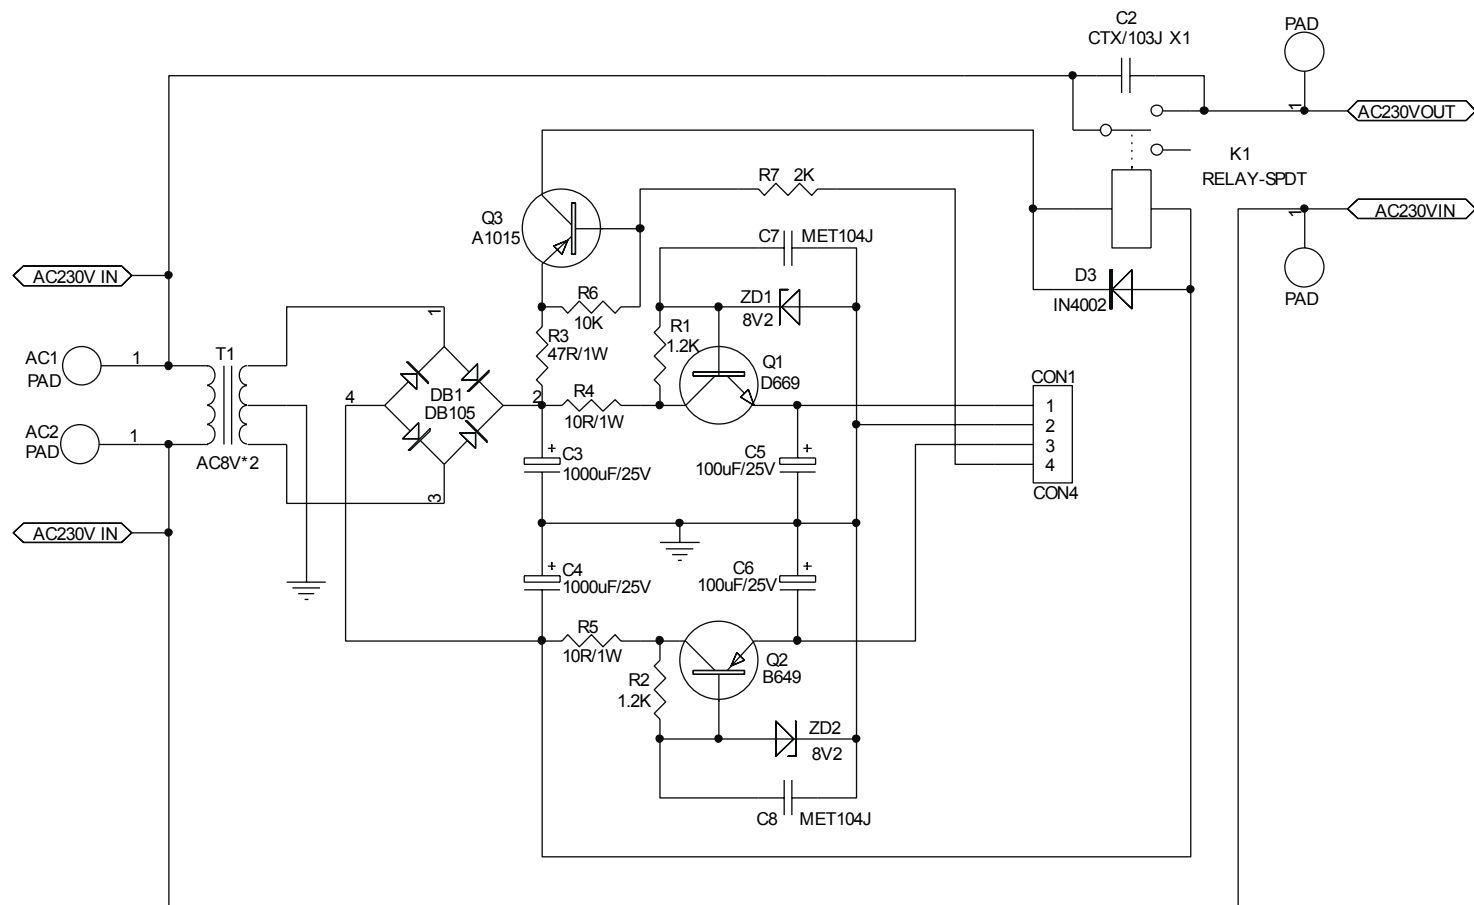 C2
CTX/103J X1
PAD
1
AC230VOUT
K1
RELAY-SPDT
R7 2K
Q3
A1015
C7 MET104J
1
AC230VIN
AC230V IN
R6
10K
ZD1
8V2
D3
IN4002
PAD
1
R3
47R/1W
R1
1.2K
AC1
PAD
1
T1
Q1
D669
DB1
DB105
4
2
R4
10R/1W
CON1
1
2
3
4
CON4
AC2
PAD
1
AC8V*2
3
+
C3
1000uF/25V
C5
100uF/25V
+
AC230V IN
+
C4
1000uF/25V
C6
100uF/25V
+
R5
10R/1W
Q2
B649
R2
1.2K
ZD2
8V2
C8 MET104J